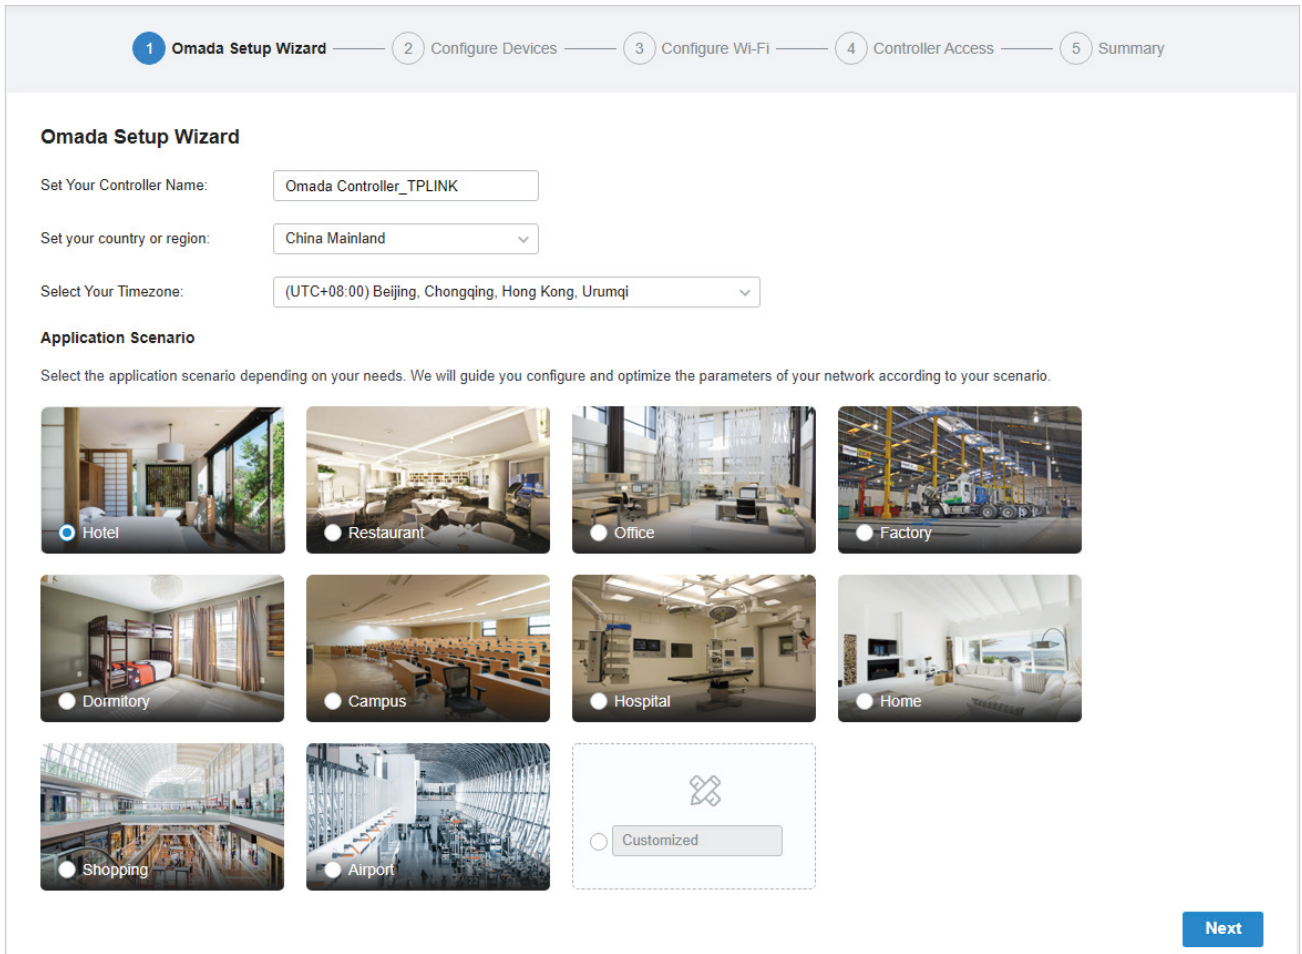 1 Omada Setup Wizard 2 Configure Devices 3 Configure Wi-Fi 4 Controller Access 5 Summary
Omada Setup Wizard
Set Your Controller Name: Omada Controller_TPLINK
Set your country or region: China Mainland
Select Your Timezone: (UTC+08:00) Beijing, Chongqing, Hong Kong, Urumqi
Application Scenario
Select the application scenario depending on your needs. We will guide you configure and optimize the parameters of your network according to your scenario.
Hotel Restaurant Office Factory
Dormitory Campus Hospital Home
Customized
Shopping Airport
Next